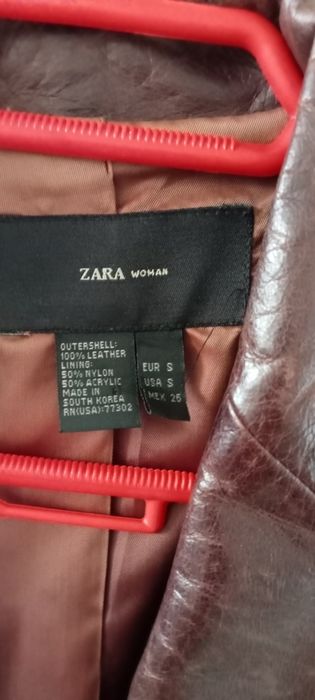 ZARA WOMAN
OUTERSHELL:
100% LEATHER
LINING:
50% NYLON
50% ACRYLIC
MADE IN
SOUTH KOREA
RN(USA):77302
EUR S
USA S
MEX 26